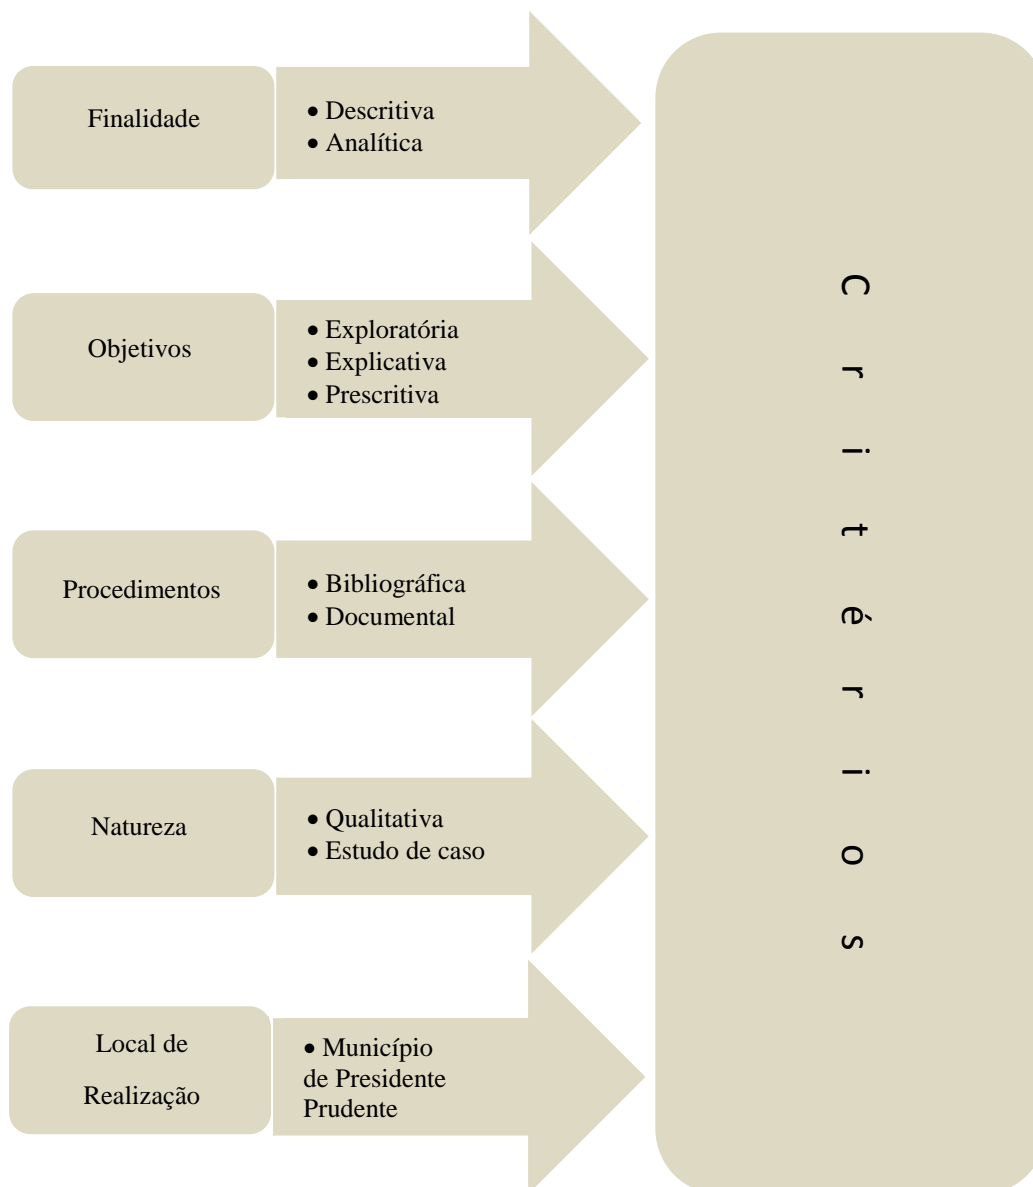 Finalidade
• Descritiva
• Analítica
Objetivos
• Exploratória
• Explicativa
• Prescritiva
Procedimentos
• Bibliográfica
• Documental
Natureza
• Qualitativa
• Estudo de caso
Local de
Realização
• Município
de Presidente
Prudente
Critérios